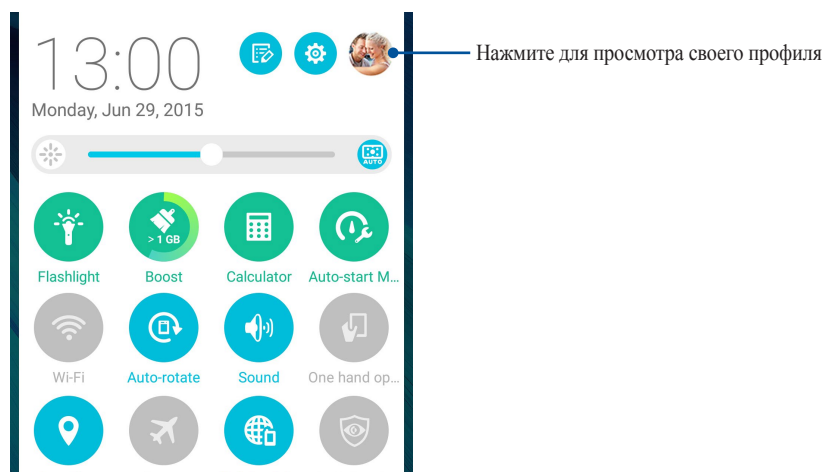 13:00
Нажмите для просмотра своего профиля
Monday, Jun 29, 2015
AUTO
> 1 GB
Flashlight Boost Calculator Auto-start M...
Wi-Fi Auto-rotate Sound One hand op...